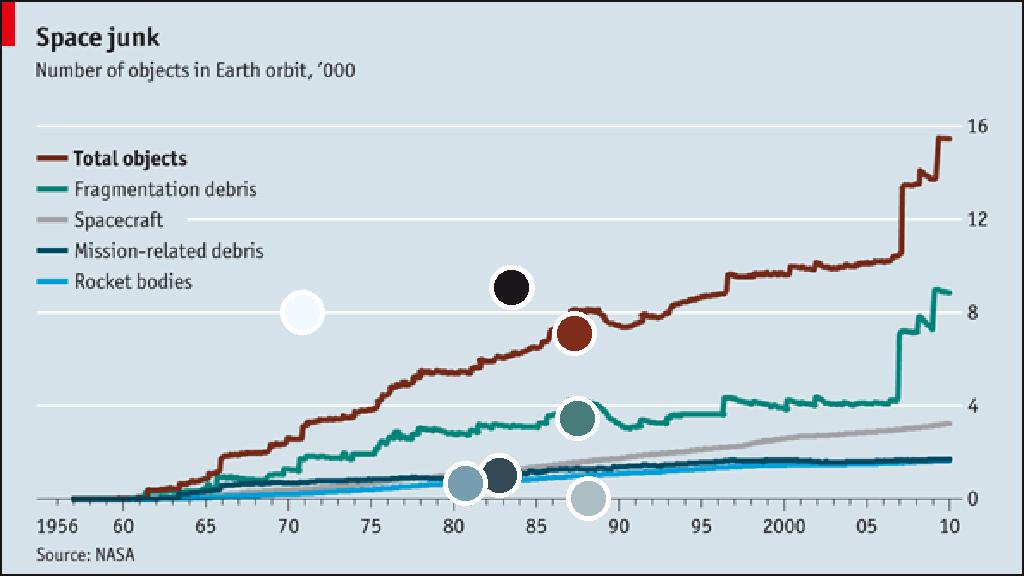 Space junk
Number of objects in Earth orbit, ’000
16
Total objects
Fragmentation debris
Spacecraft
12
Mission-related debris
Rocket bodies
8
4
0
1956 60 65 70 75 80 85 90 95 2000 05 10
Source: NASA